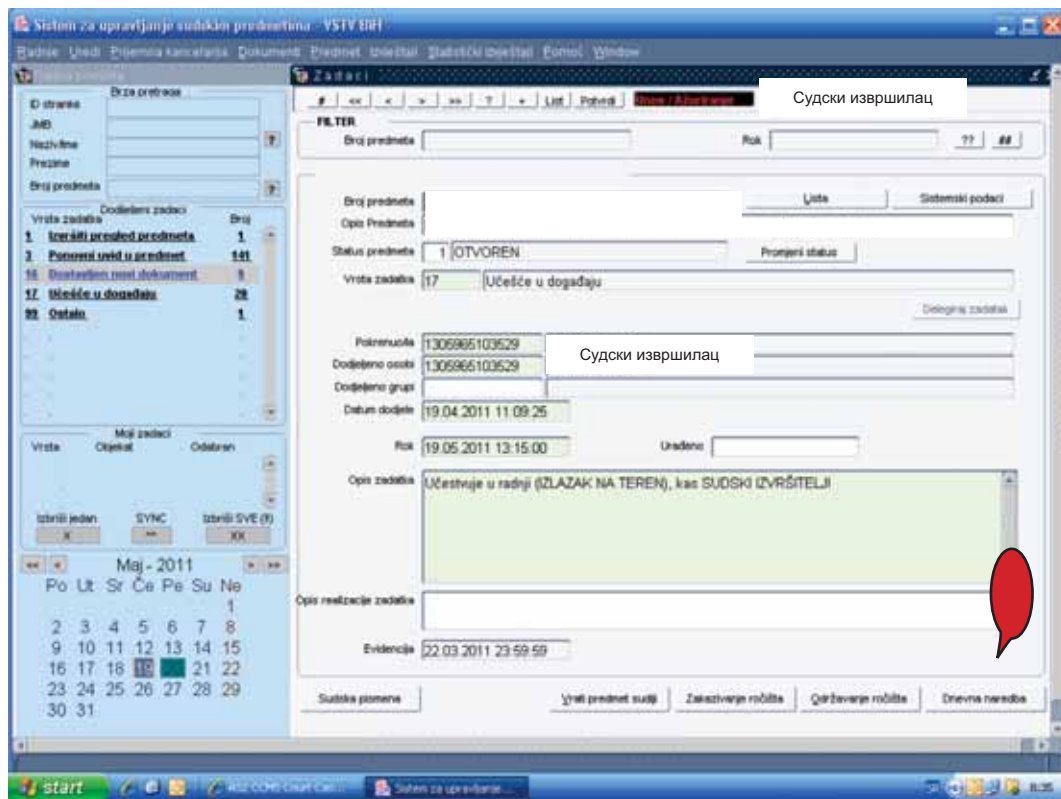 Sistem za upravljanje sudskim predmetima - VSTV BIH
Radnje Uredi Prijemna kancelarija Dokument Predmet Izvještaji Statistički izvještaji Pomoć Window
Zadaci
# << < > >> ? + List Potvrdi
Судски извршилац
FILTER
Broj predmeta Rok ?? ##
Brza pretraga
ID stranke
JMB
Naziv/Ime ?
Prezime
Broj predmeta ?
Dodijeljeni zadaci
Vrsta zadatka Broj
1 Izvršiti pregled predmeta 1
3 Ponovni uvid u predmet 141
16 Dostavljen novi dokument 9
17 Učešće u događaju 28
99 Ostalo 1
Moji zadaci
Vrsta Objekat Odabran
Izbriši jedan SYNC Izbriši SVE (!!)
X XX
<< < Maj - 2011 > >>
Po Ut Sr Če Pe Su Ne
1
2 3 4 5 6 7 8
9 10 11 12 13 14 15
16 17 18 19 20 21 22
23 24 25 26 27 28 29
30 31
Broj predmeta Lista Sistemski podaci
Opis Predmeta
Status predmeta 1 OTVOREN Promjeni status
Vrsta zadatka 17 Učešće u događaju
Delegiraj zadatak
Pokrenuo/la 1305965103529
Судски извршилац
Dodjeljeno osobi 1305965103529
Dodjeljeno grupi
Datum dodjele 19.04.2011 11:09:25
Rok 19.05.2011 13:15:00 Urađeno
Opis zadatka Učestvuje u radnji (IZLAZAK NA TEREN), kao SUDSKI IZVRŠITELJI
Opis realizacije zadatka
Evidencija 22.03.2011 23:59:59
Sudska pismena Vrati predmet sudiji Zakazivanje ročišta Održavanje ročišta Dnevna naredba
start Sistem za upravljanje... 8:35